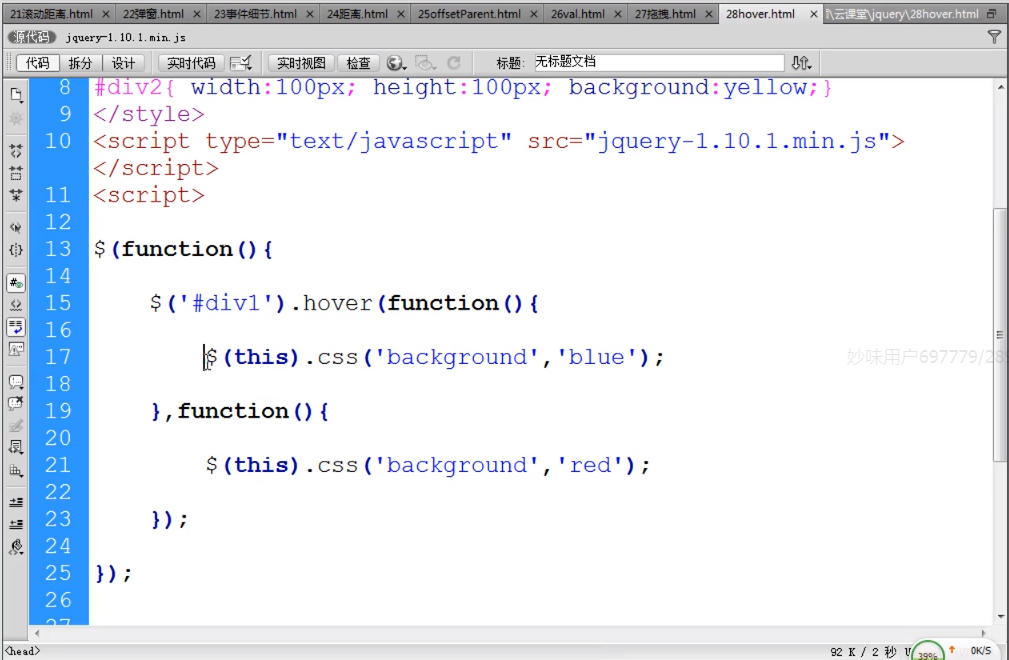 21滚动距离.html × 22弹窗.html × 23事件细节.html × 24距离.html × 25offsetParent.html × 26val.html × 27拖拽.html × 28hover.html × \云课堂\jquery\28hover.html
源代码 jquery-1.10.1.min.js
代码 拆分 设计 实时代码 实时视图 检查 标题: 无标题文档
8 #div2{ width:100px; height:100px; background:yellow;}
9 </style>
10 <script type="text/javascript" src="jquery-1.10.1.min.js">
</script>
11 <script>
12
13 $(function(){
14
15 $('#div1').hover(function(){
16
17 $(this).css('background','blue');
妙味用户697779/289
18
19 },function(){
20
21 $(this).css('background','red');
22
23 });
24
25 });
26
27
<head> 92 K / 2 秒 U 39% 0K/S